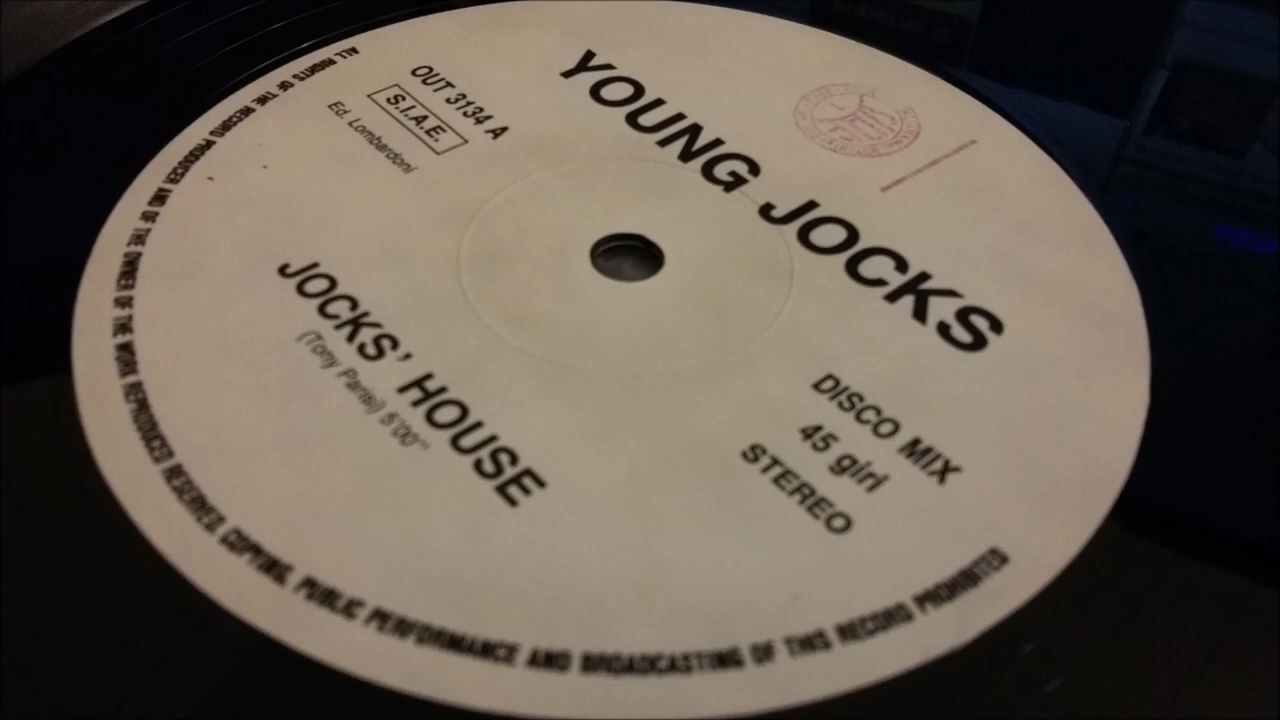 YOUNG JOCKS
OUT 3134 A
S.I.A.E.
Ed. Lombardoni
DISCO MIX
45 giri
STEREO
JOCKS' HOUSE
(Tony Parisi) 5'00"
ALL RIGHTS OF THE RECORD PRODUCER AND OF THE OWNER OF THE WORK REPRODUCED RESERVED. COPYING, PUBLIC PERFORMANCE AND BROADCASTING OF THIS RECORD PROHIBITED